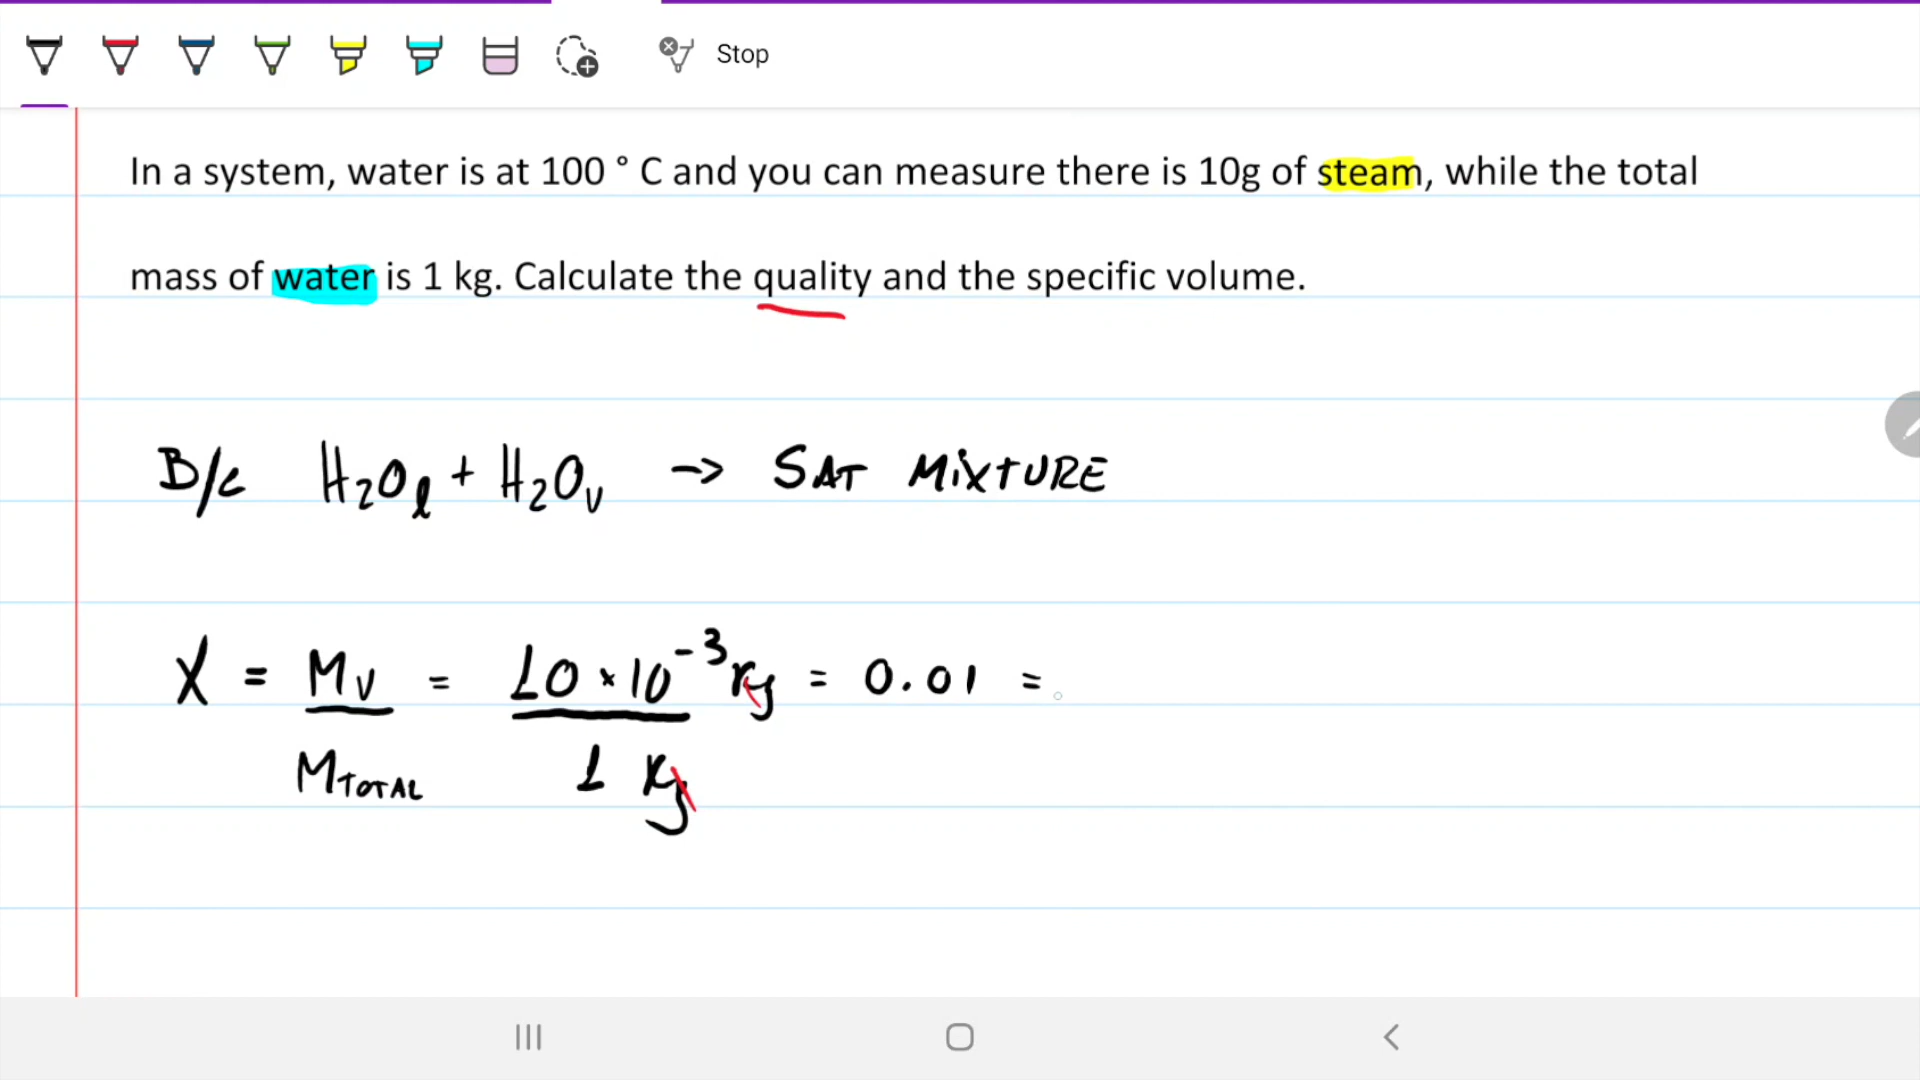 Stop
In a system, water is at 100 ° C and you can measure there is 10g of steam, while the total
mass of water is 1 kg. Calculate the quality and the specific volume.
B/c H₂Oℓ + H₂Oᵥ -> SAT MIXTURE
X = Mv = 10 × 10⁻³ kg = 0.01 =
MTOTAL 1 Kg